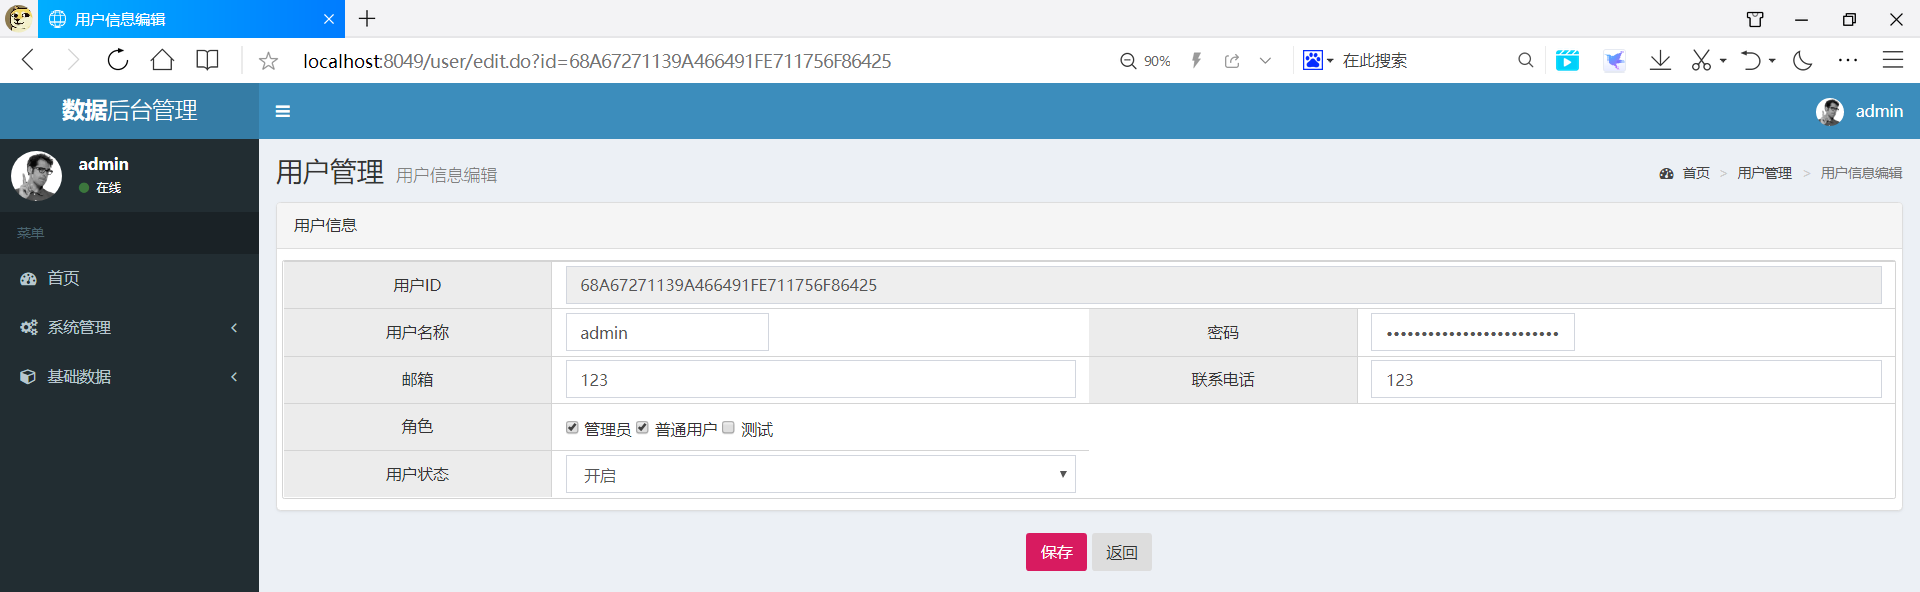 用户信息编辑
localhost:8049/user/edit.do?id=68A67271139A466491FE711756F86425
90%
在此搜索
数据后台管理
admin
admin
在线
用户管理 用户信息编辑
首页 > 用户管理 > 用户信息编辑
菜单
首页
系统管理
基础数据
用户信息
用户ID 68A67271139A466491FE711756F86425
用户名称 admin 密码 ••••••••••••••••••••••••
邮箱 123 联系电话 123
角色 管理员 普通用户 测试
用户状态 开启
保存 返回